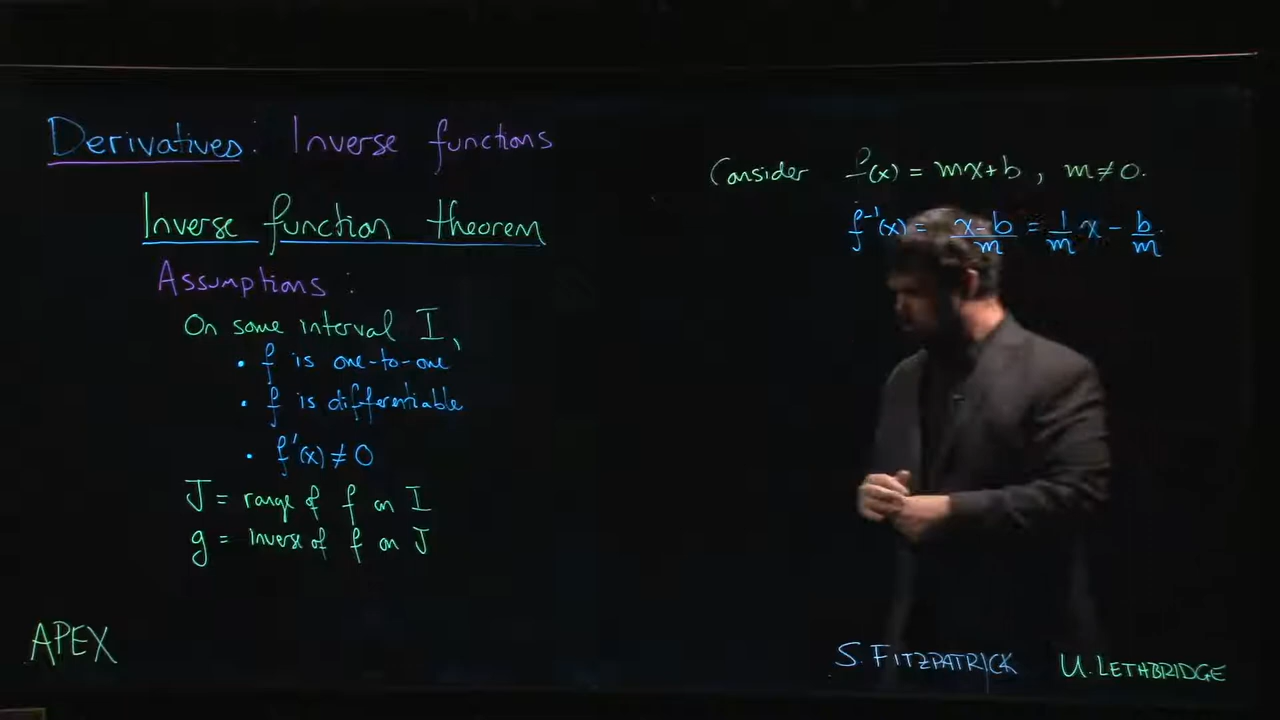 Derivatives: Inverse functions
Inverse function theorem
Assumptions:
On some interval I,
• f is one-to-one
• f is differentiable
• f'(x) ≠ 0
J = range of f on I
g = inverse of f on J
APEX
Consider f(x) = mx+b, m≠0.
f⁻¹(x) = (x-b)/m = 1/m x - b/m.
S. FITZPATRICK U. LETHBRIDGE